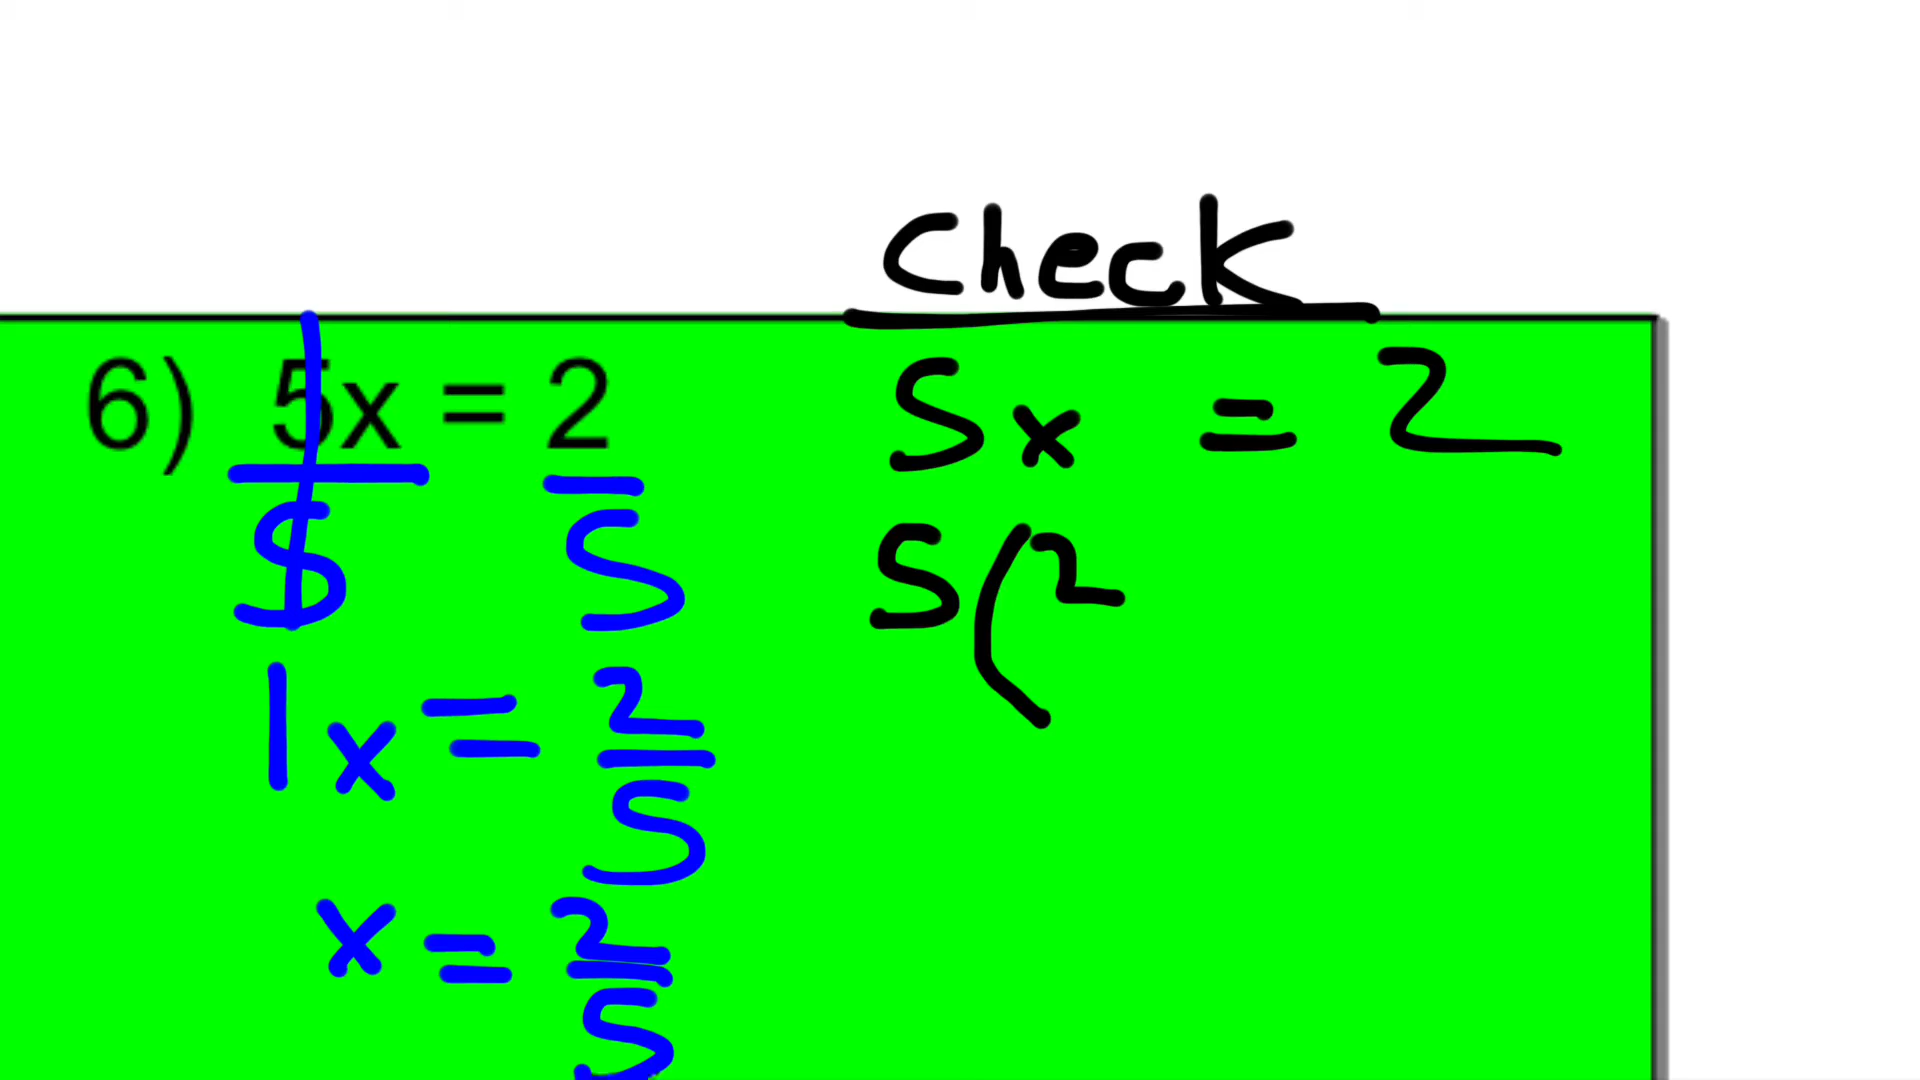 Check
6) 5x = 2
5 5
1x = 2/5
x = 2/5
5x = 2
5(2